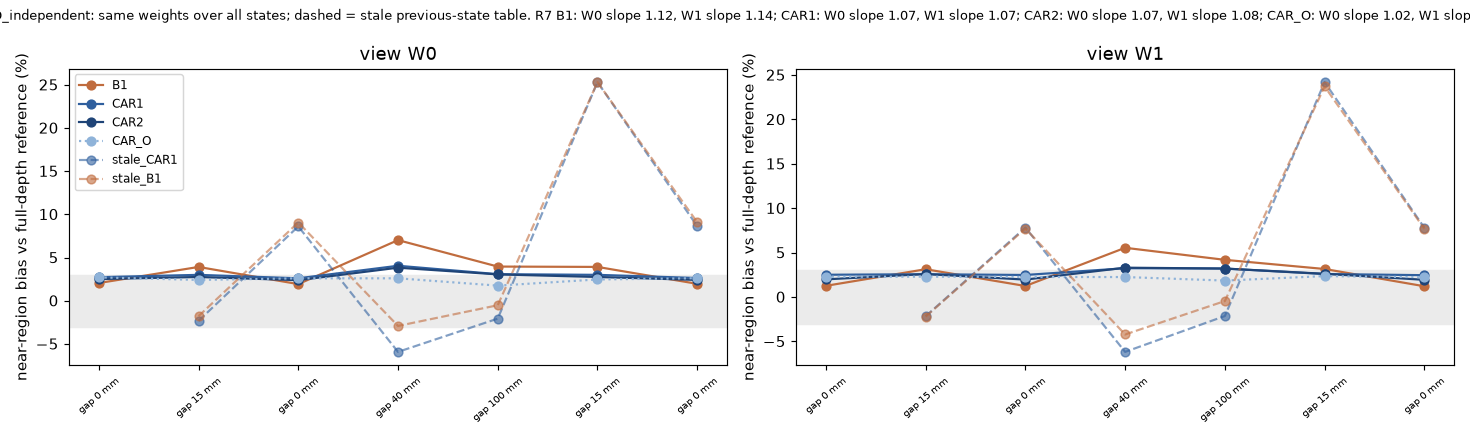 _independent: same weights over all states; dashed = stale previous-state table. R7 B1: W0 slope 1.12, W1 slope 1.14; CAR1: W0 slope 1.07, W1 slope 1.07; CAR2: W0 slope 1.07, W1 slope 1.08; CAR_O: W0 slope 1.02, W1 slop
view W0
near-region bias vs full-depth reference (%)
25
20
15
10
5
0
−5
B1
CAR1
CAR2
CAR_O
stale_CAR1
stale_B1
gap 0 mm
gap 15 mm
gap 0 mm
gap 40 mm
gap 100 mm
gap 15 mm
gap 0 mm
view W1
near-region bias vs full-depth reference (%)
25
20
15
10
5
0
−5
gap 0 mm
gap 15 mm
gap 0 mm
gap 40 mm
gap 100 mm
gap 15 mm
gap 0 mm